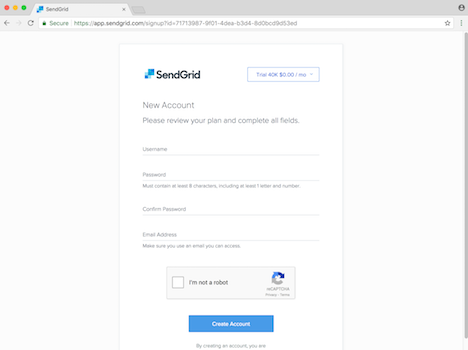 SendGrid
Secure https://app.sendgrid.com/signup?id=71713987-9f01-4dea-b3d4-8d0bcd9d53ed
SendGrid
Trial 40K $0.00 / mo
New Account
Please review your plan and complete all fields.
Username
Password
Must contain at least 8 characters, including at least 1 letter and number.
Confirm Password
Email Address
Make sure you use an email you can access.
I'm not a robot
reCAPTCHA
Privacy - Terms
Create Account
By creating an account, you are